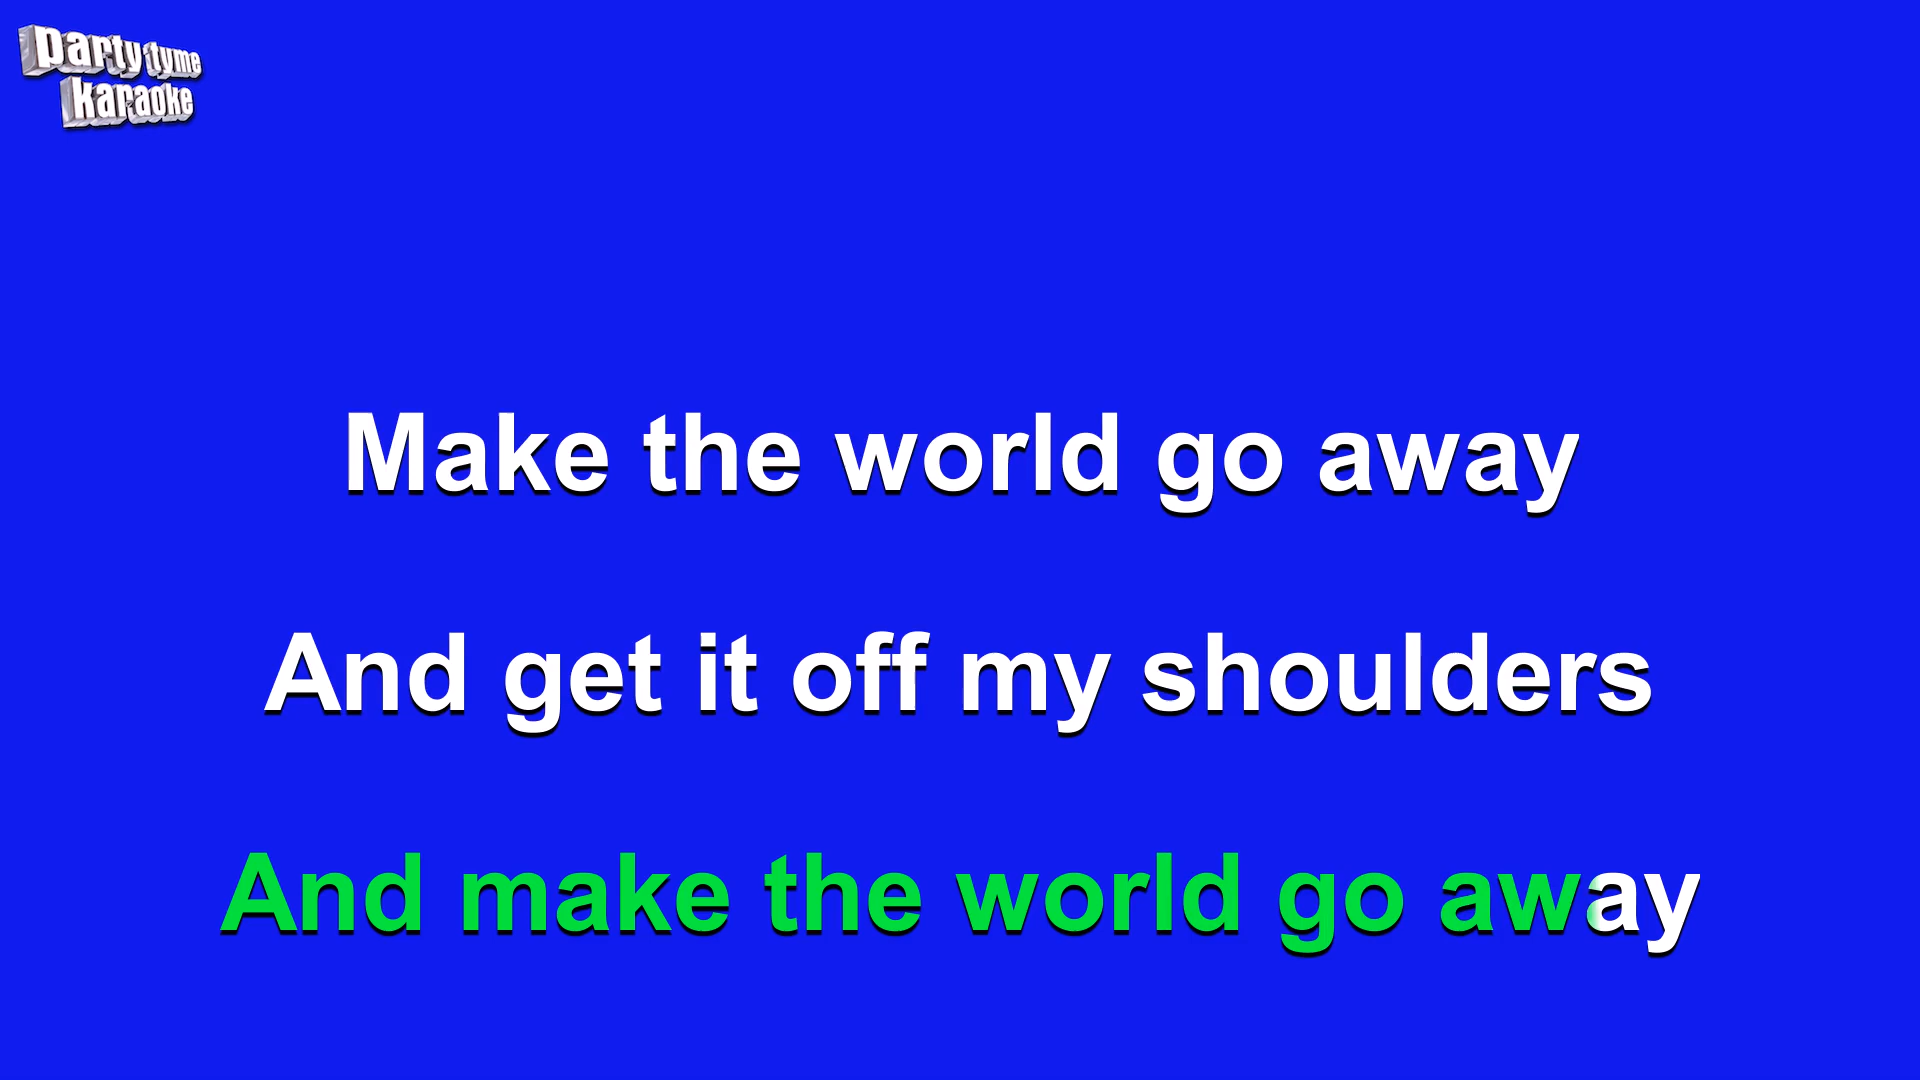 party tyme
karaoke
Make the world go away
And get it off my shoulders
And make the world go away